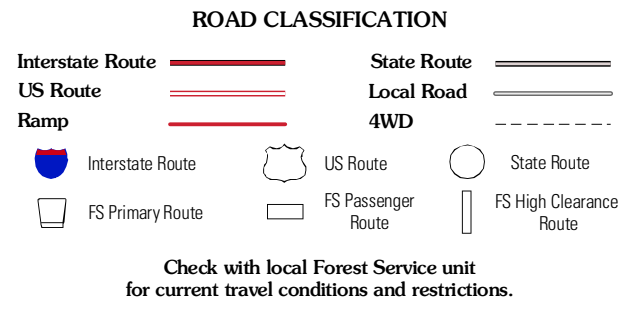 ROAD CLASSIFICATION
Interstate Route
State Route
US Route
Local Road
Ramp
4WD
Interstate Route
US Route
State Route
FS Primary Route
FS Passenger
Route
FS High Clearance
Route
Check with local Forest Service unit
for current travel conditions and restrictions.